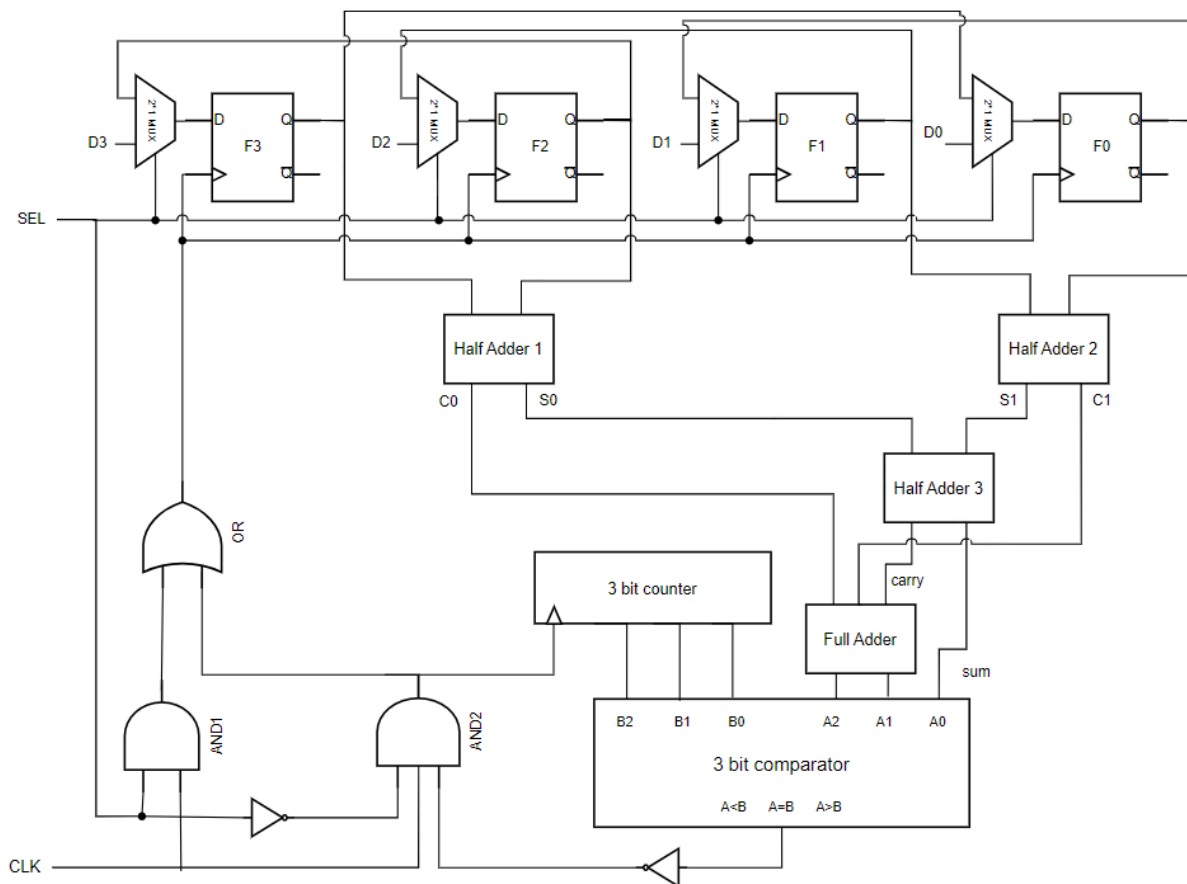 2*1 MUX
2*1 MUX
2*1 MUX
2*1 MUX
D3
D Q
F3
Q
D2
D Q
F2
Q
D1
D Q
F1
Q
D0
D Q
F0
Q
SEL
Half Adder 1
Half Adder 2
C0 S0
S1 C1
Half Adder 3
OR
3 bit counter
carry
Full Adder
sum
AND1
AND2
B2 B1 B0 A2 A1 A0
3 bit comparator
A<B A=B A>B
CLK